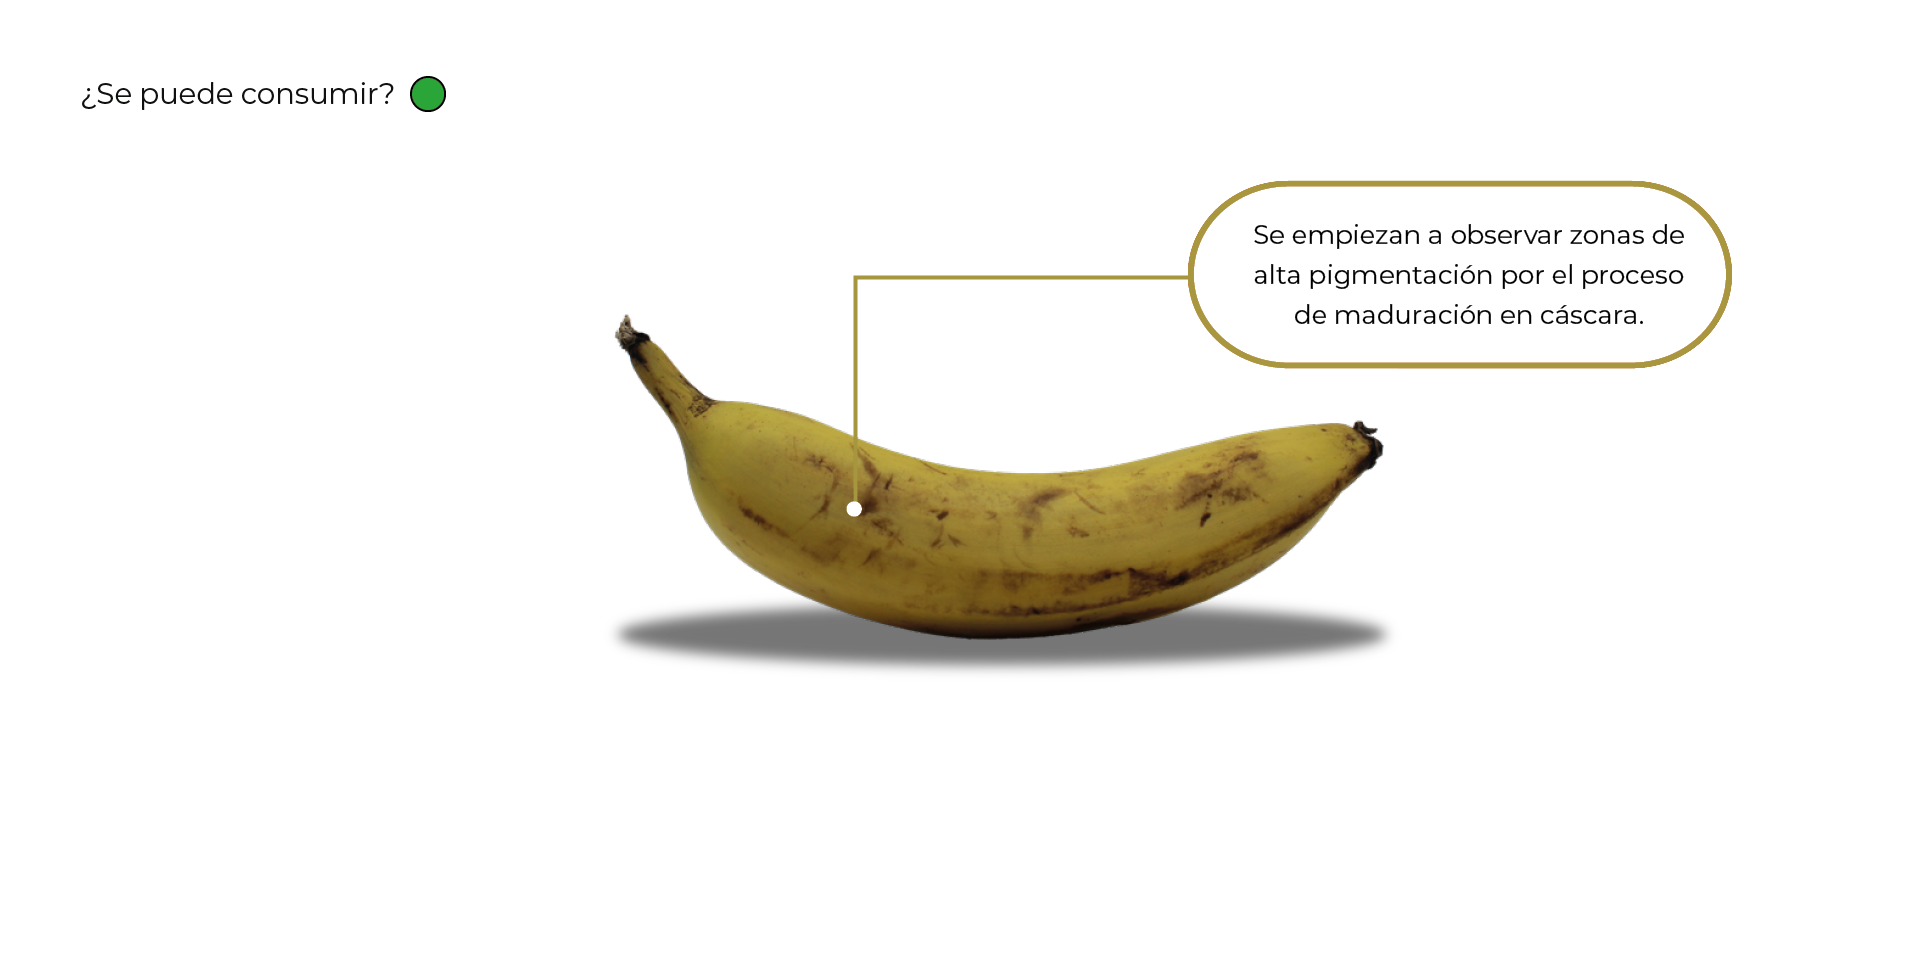 ¿Se puede consumir?
Se empiezan a observar zonas de
alta pigmentación por el proceso
de maduración en cáscara.